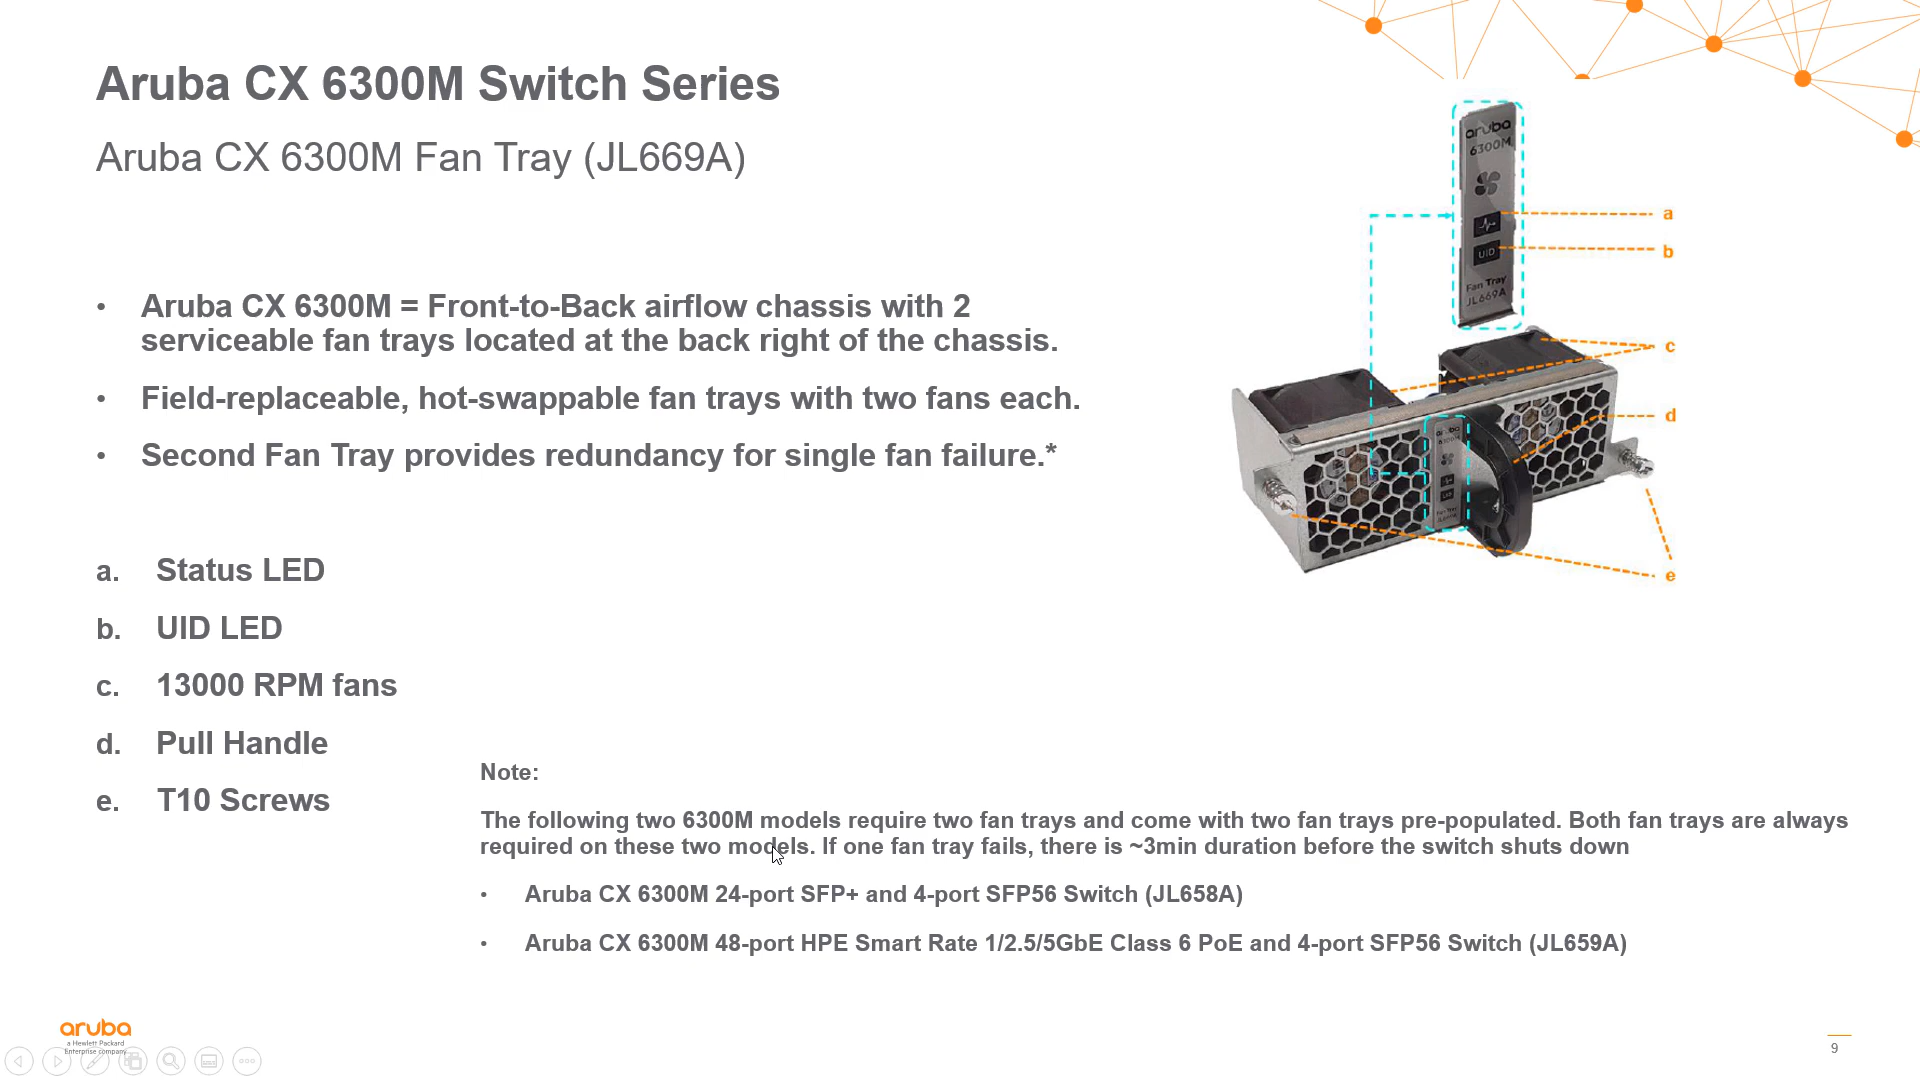 Aruba CX 6300M Switch Series
Aruba CX 6300M Fan Tray (JL669A)
• Aruba CX 6300M = Front-to-Back airflow chassis with 2
serviceable fan trays located at the back right of the chassis.
• Field-replaceable, hot-swappable fan trays with two fans each.
• Second Fan Tray provides redundancy for single fan failure.*
a. Status LED
b. UID LED
c. 13000 RPM fans
d. Pull Handle
e. T10 Screws
aruba
6300M
UID
Fan Tray
JL669A
a
b
c
d
e
aruba
6300M
UID
Fan Tray
Note:
The following two 6300M models require two fan trays and come with two fan trays pre-populated. Both fan trays are always
required on these two models. If one fan tray fails, there is ~3min duration before the switch shuts down
• Aruba CX 6300M 24-port SFP+ and 4-port SFP56 Switch (JL658A)
• Aruba CX 6300M 48-port HPE Smart Rate 1/2.5/5GbE Class 6 PoE and 4-port SFP56 Switch (JL659A)
aruba
a Hewlett Packard
Enterprise company
9